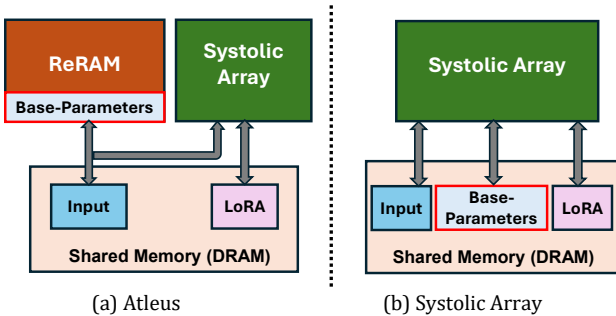 ReRAM
Base-Parameters
Systolic
Array
Input
LoRA
Shared Memory (DRAM)
(a) Atleus
Systolic Array
Input
Base-
Parameters
LoRA
Shared Memory (DRAM)
(b) Systolic Array